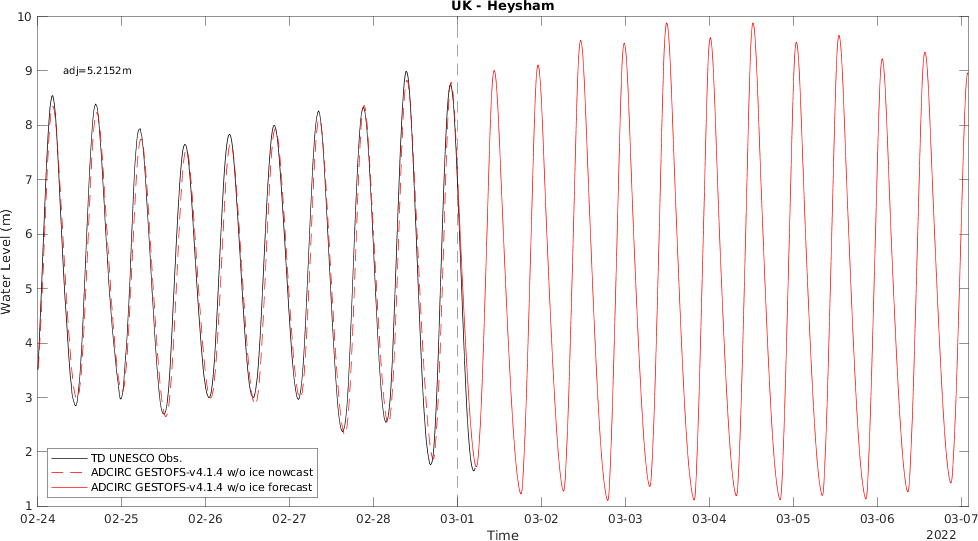 UK - Heysham
adj=5.2152m
10
9
8
7
6
5
4
3
2
1
Water Level (m)
TD UNESCO Obs.
ADCIRC GESTOFS-v4.1.4 w/o ice nowcast
ADCIRC GESTOFS-v4.1.4 w/o ice forecast
02-24 02-25 02-26 02-27 02-28 03-01 03-02 03-03 03-04 03-05 03-06 03-07
Time
2022